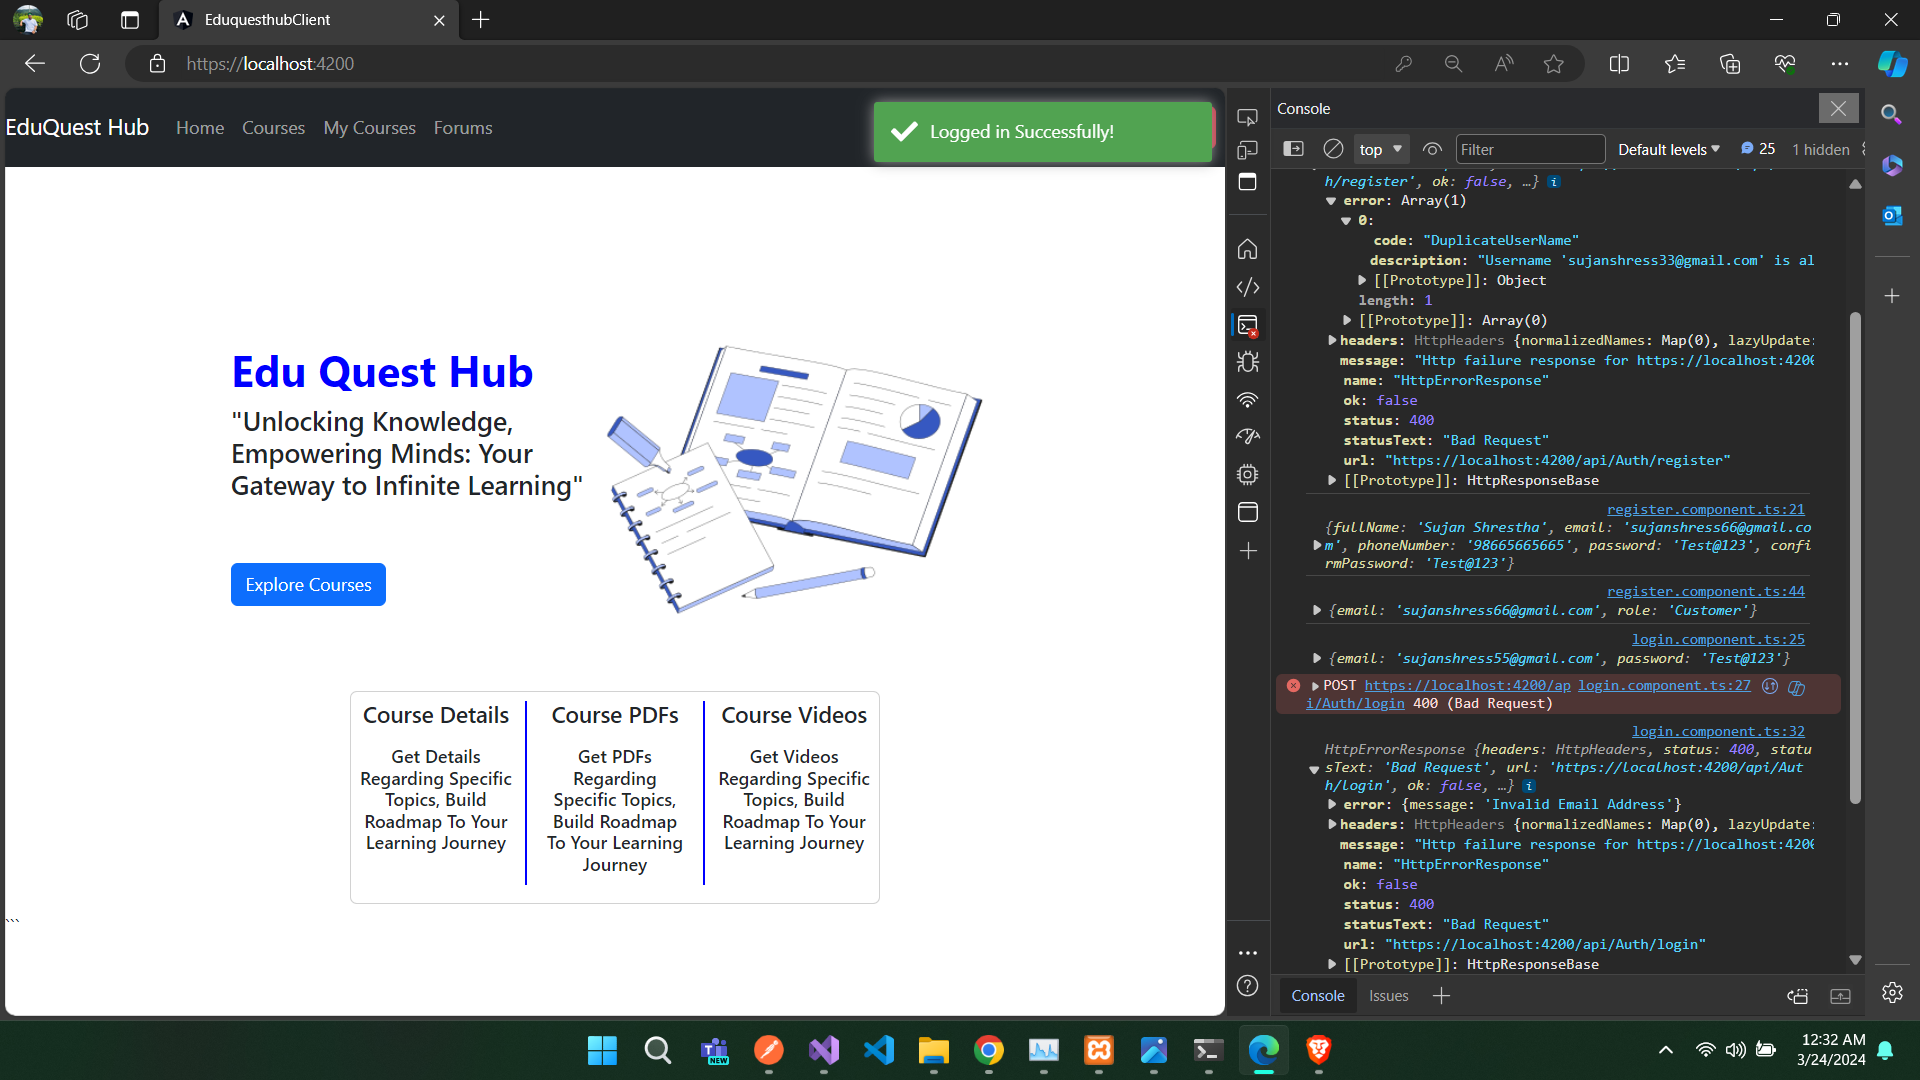 EduquesthubClient
https://localhost:4200
EduQuest Hub
Home
Courses
My Courses
Forums
Logged in Successfully!
Edu Quest Hub
"Unlocking Knowledge,
Empowering Minds: Your
Gateway to Infinite Learning"
Explore Courses
Course Details
Get Details
Regarding Specific
Topics, Build
Roadmap To Your
Learning Journey
Course PDFs
Get PDFs
Regarding
Specific Topics,
Build Roadmap
To Your Learning
Journey
Course Videos
Get Videos
Regarding Specific
Topics, Build
Roadmap To Your
Learning Journey
```
Console
top
Filter
Default levels
25
1 hidden
h/register', ok: false, …}
error: Array(1)
0:
code: "DuplicateUserName"
description: "Username 'sujanshress33@gmail.com' is al
[[Prototype]]: Object
length: 1
[[Prototype]]: Array(0)
headers: HttpHeaders {normalizedNames: Map(0), lazyUpdate:
message: "Http failure response for https://localhost:4200
name: "HttpErrorResponse"
ok: false
status: 400
statusText: "Bad Request"
url: "https://localhost:4200/api/Auth/register"
[[Prototype]]: HttpResponseBase
register.component.ts:21
{fullName: 'Sujan Shrestha', email: 'sujanshress66@gmail.co
m', phoneNumber: '98665665665', password: 'Test@123', confi
rmPassword: 'Test@123'}
register.component.ts:44
{email: 'sujanshress66@gmail.com', role: 'Customer'}
login.component.ts:25
{email: 'sujanshress55@gmail.com', password: 'Test@123'}
POST https://localhost:4200/ap login.component.ts:27
i/Auth/login 400 (Bad Request)
login.component.ts:32
HttpErrorResponse {headers: HttpHeaders, status: 400, statu
sText: 'Bad Request', url: 'https://localhost:4200/api/Aut
h/login', ok: false, …}
error: {message: 'Invalid Email Address'}
headers: HttpHeaders {normalizedNames: Map(0), lazyUpdate:
message: "Http failure response for https://localhost:4200
name: "HttpErrorResponse"
ok: false
status: 400
statusText: "Bad Request"
url: "https://localhost:4200/api/Auth/login"
[[Prototype]]: HttpResponseBase
Console
Issues
NEW
12:32 AM
3/24/2024